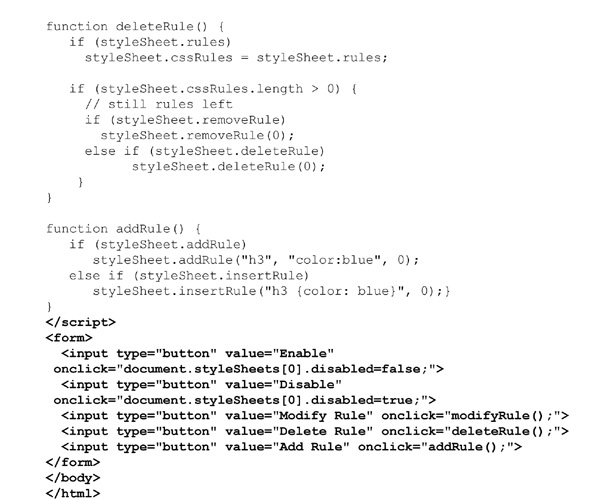 function deleteRule() {
   if (styleSheet.rules)
     styleSheet.cssRules = styleSheet.rules;

   if (styleSheet.cssRules.length > 0) {
     // still rules left
     if (styleSheet.removeRule)
       styleSheet.removeRule(0);
     else if (styleSheet.deleteRule)
           styleSheet.deleteRule(0);
    }
}

function addRule() {
   if (styleSheet.addRule)
      styleSheet.addRule("h3", "color:blue", 0);
   else if (styleSheet.insertRule)
      styleSheet.insertRule("h3 {color: blue}", 0);}
}
</script>
<form>
  <input type="button" value="Enable"
 onclick="document.styleSheets[0].disabled=false;">
  <input type="button" value="Disable"
 onclick="document.styleSheets[0].disabled=true;">
  <input type="button" value="Modify Rule" onclick="modifyRule();">
  <input type="button" value="Delete Rule" onclick="deleteRule();">
  <input type="button" value="Add Rule" onclick="addRule();">
</form>
</body>
</html>